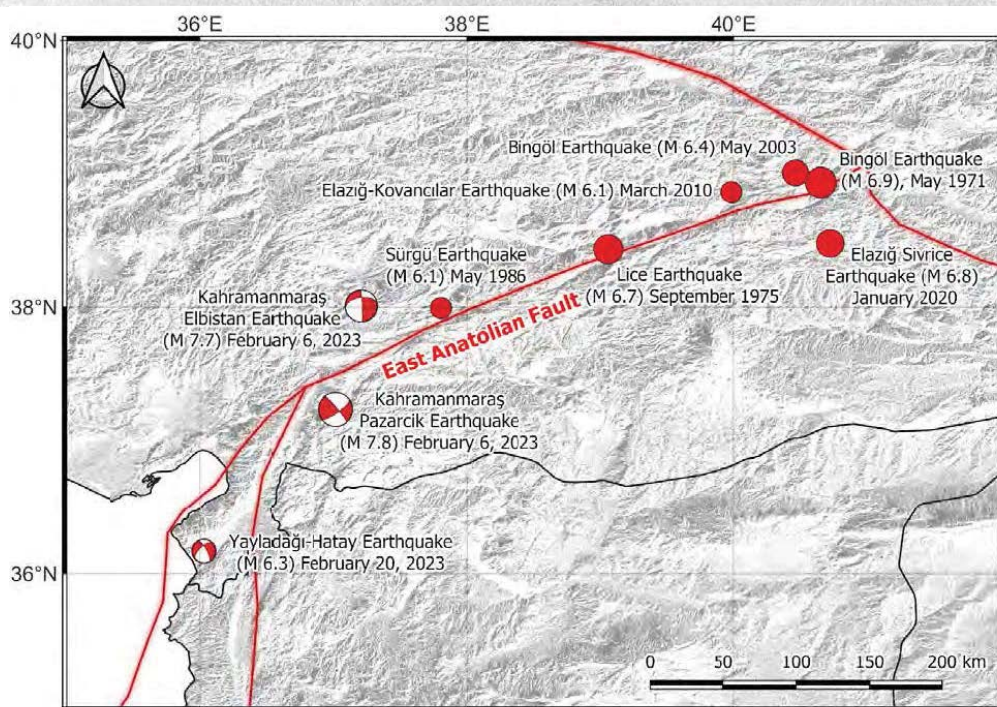 36°E
38°E
40°E
40°N
38°N
36°N
Bingöl Earthquake (M 6.4) May 2003
Bingöl Earthquake
(M 6.9), May 1971
Elazığ-Kovancılar Earthquake (M 6.1) March 2010
Sürgü Earthquake
(M 6.1) May 1986
Lice Earthquake
(M 6.7) September 1975
Elazığ Sivrice
Earthquake (M 6.8)
January 2020
Kahramanmaraş
Elbistan Earthquake
(M 7.7) February 6, 2023
East Anatolian Fault
Kahramanmaraş
Pazarcik Earthquake
(M 7.8) February 6, 2023
Yayladağı-Hatay Earthquake
(M 6.3) February 20, 2023
0 50 100 150 200 km